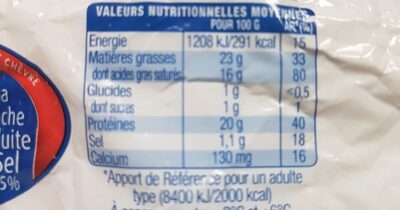 VALEURS NUTRITIONNELLES MOYENNES
POUR 100 G AR* (%)
Energie 1208 kJ/291 kcal 15
Matières grasses 23 g 33
dont acides gras saturés 16 g 80
Glucides 1 g <0,5
dont sucres 1 g 1
Protéines 20 g 40
Sel 1,1 g 18
Calcium 130 mg 16
*Apport de Référence pour un adulte
type (8400 kJ/2000 kcal)
CHÈVRE
Sel
5%